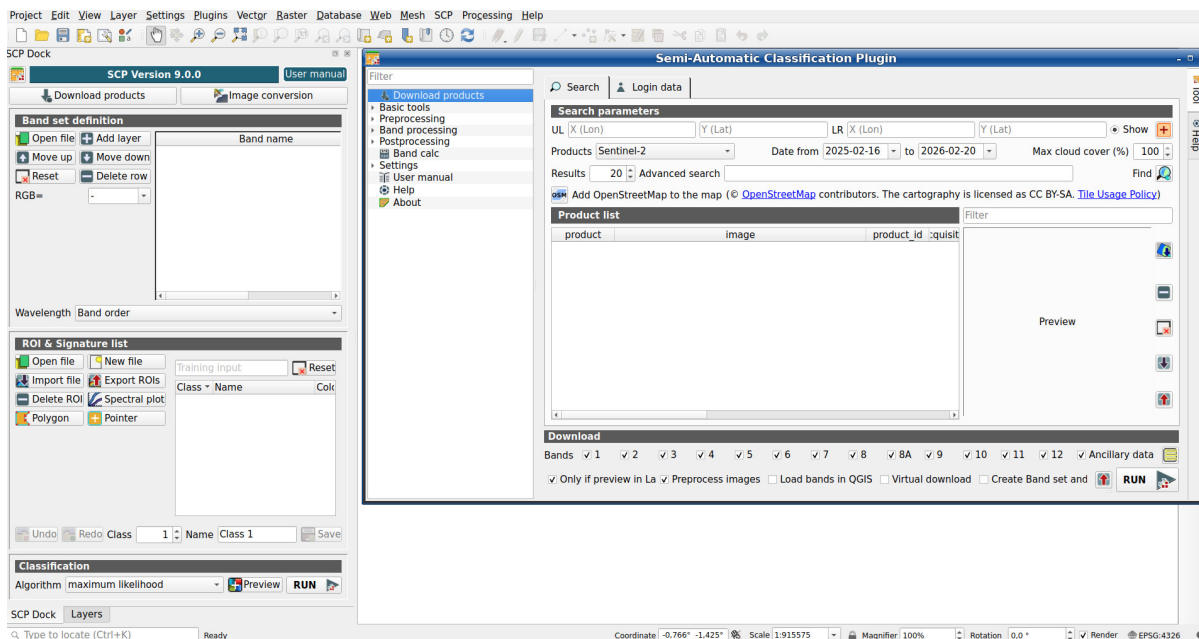 Project Edit View Layer Settings Plugins Vector Raster Database Web Mesh SCP Processing Help
SCP Dock
SCP Version 9.0.0 User manual
Download products Image conversion
Band set definition
Open file Add layer Band name
Move up Move down
Reset Delete row
RGB= -
Wavelength Band order
ROI & Signature list
Open file New file
Training input Reset
Import file Export ROIs
Class Name Colo
Delete ROI Spectral plot
Polygon Pointer
Undo Redo Class 1 Name Class 1 Save
Classification
Algorithm maximum likelihood Preview RUN
SCP Dock Layers
Semi-Automatic Classification Plugin
Filter
Download products
Basic tools
Preprocessing
Band processing
Postprocessing
Band calc
Settings
User manual
Help
About
Search Login data
Search parameters
UL X (Lon) Y (Lat) LR X (Lon) Y (Lat) Show
Products Sentinel-2 Date from 2025-02-16 to 2026-02-20 Max cloud cover (%) 100
Results 20 Advanced search Find
OSM Add OpenStreetMap to the map (© OpenStreetMap contributors. The cartography is licensed as CC BY-SA. Tile Usage Policy)
Product list Filter
product image product_id :quisit
Preview
Download
Bands 1 2 3 4 5 6 7 8 8A 9 10 11 12 Ancillary data
Only if preview in La Preprocess images Load bands in QGIS Virtual download Create Band set and RUN
Tool
Help
Type to locate (Ctrl+K) Ready Coordinate -0,766° -1,425° Scale 1:915575 Magnifier 100% Rotation 0,0 ° Render EPSG:4326